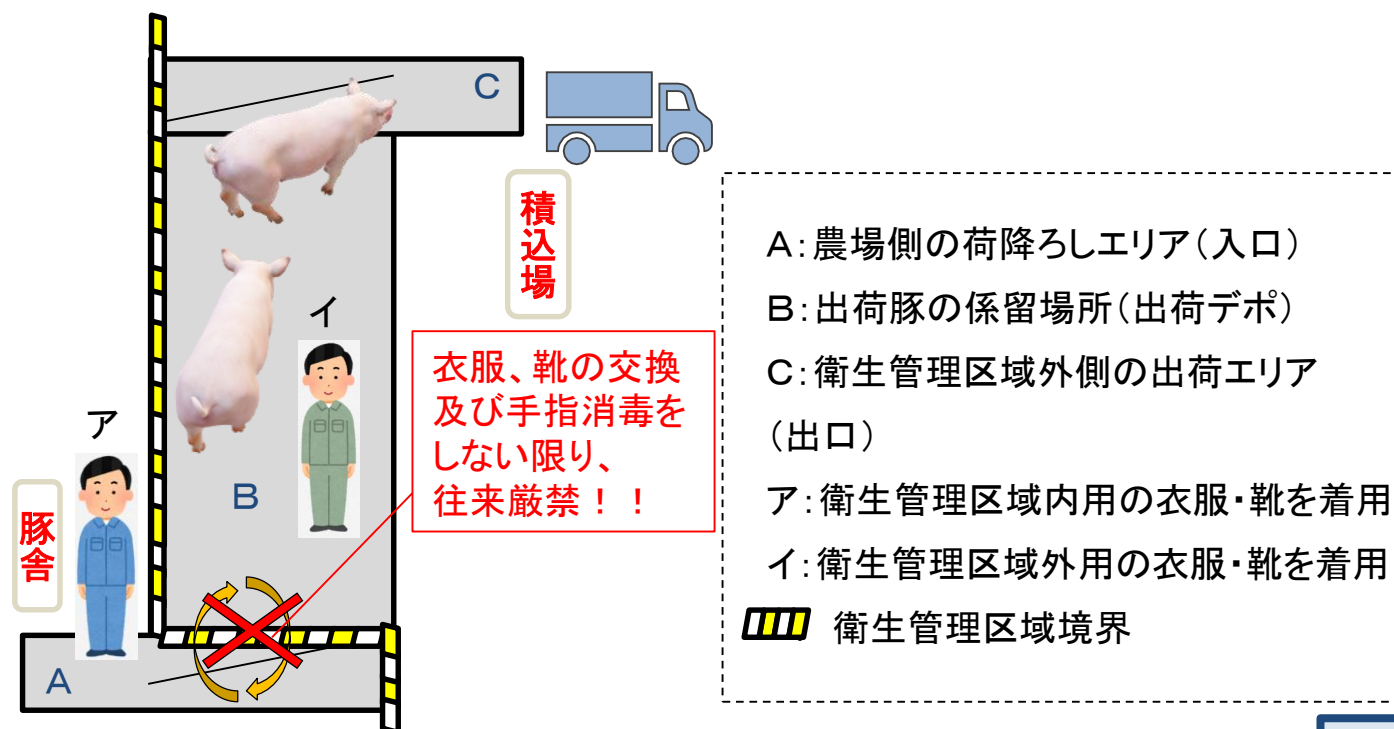 C
積込場
イ
衣服、靴の交換
及び手指消毒を
しない限り、
往来厳禁！！
ア
B
豚舎
A
A：農場側の荷降ろしエリア（入口）
B：出荷豚の係留場所（出荷デポ）
C：衛生管理区域外側の出荷エリア
（出口）
ア：衛生管理区域内用の衣服・靴を着用
イ：衛生管理区域外用の衣服・靴を着用
衛生管理区域境界